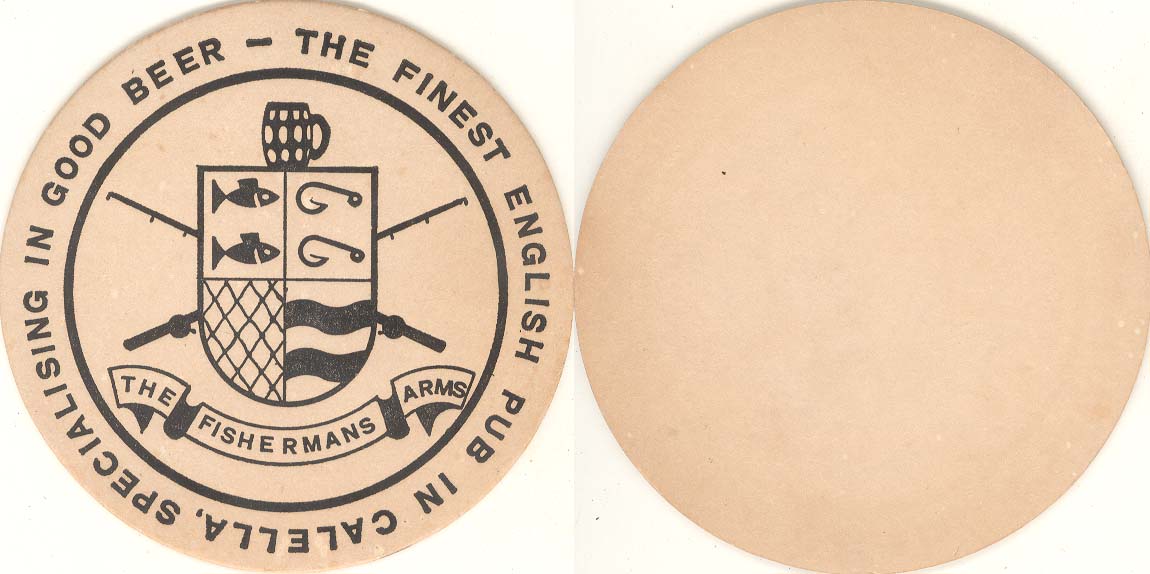 THE FINEST ENGLISH PUB IN CALELLA, SPECIALISING IN GOOD BEER –
THE FISHERMANS ARMS